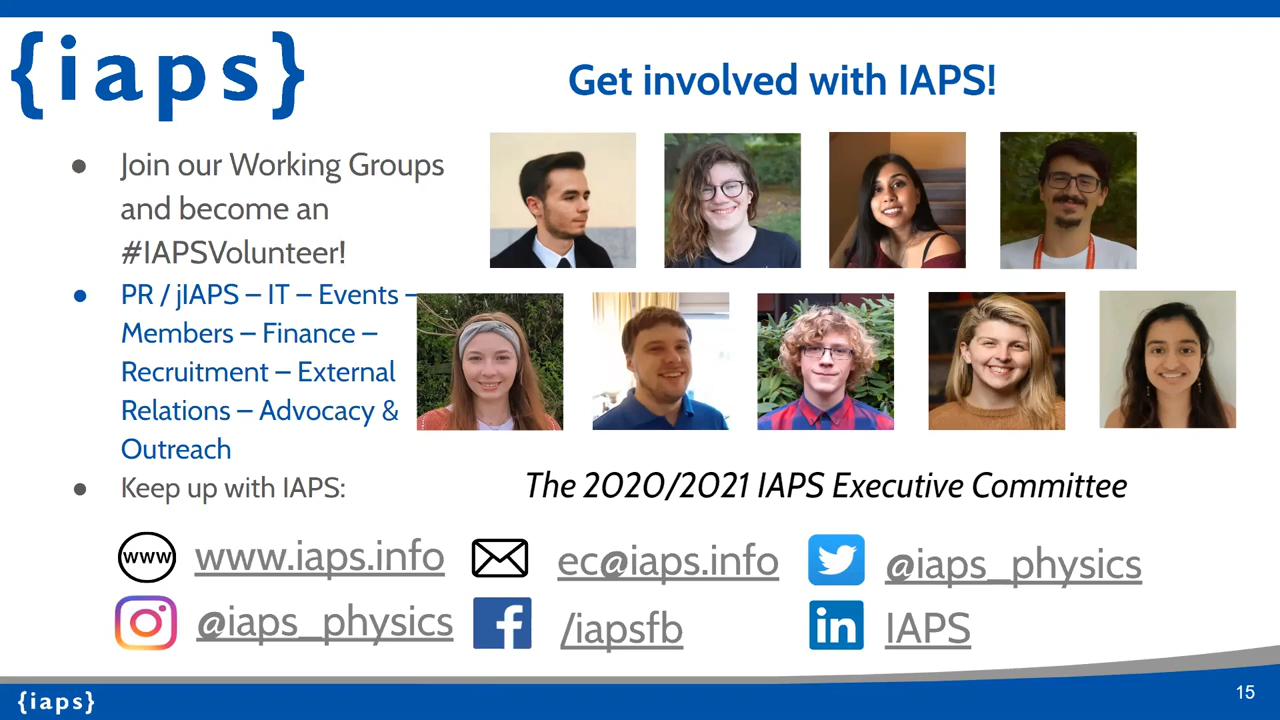 {iaps}
Get involved with IAPS!
● Join our Working Groups
and become an
#IAPSVolunteer!
● PR / jIAPS – IT – Events –
Members – Finance –
Recruitment – External
Relations – Advocacy &
Outreach
● Keep up with IAPS:
The 2020/2021 IAPS Executive Committee
www www.iaps.info ec@iaps.info @iaps_physics
@iaps_physics f /iapsfb in IAPS
{iaps} 15